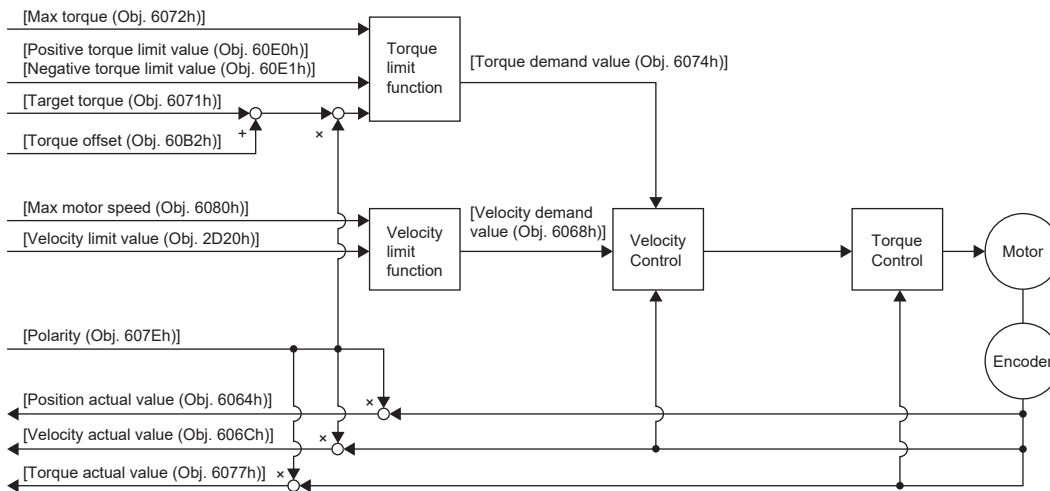 [Max torque (Obj. 6072h]
[Positive torque limit value (Obj. 60E0h]
[Negative torque limit value (Obj. 60E1h]
Torque
limit
function
[Torque demand value (Obj. 6074h]
[Target torque (Obj. 6071h]
+
×
[Torque offset (Obj. 60B2h]
[Max motor speed (Obj. 6080h]
[Velocity limit value (Obj. 2D20h]
Velocity
limit
function
[Velocity demand
value (Obj. 6068h]
Velocity
Control
Torque
Control
Motor
[Polarity (Obj. 607Eh]
Encoder
[Position actual value (Obj. 6064h]
×
[Velocity actual value (Obj. 606Ch]
×
[Torque actual value (Obj. 6077h]
×